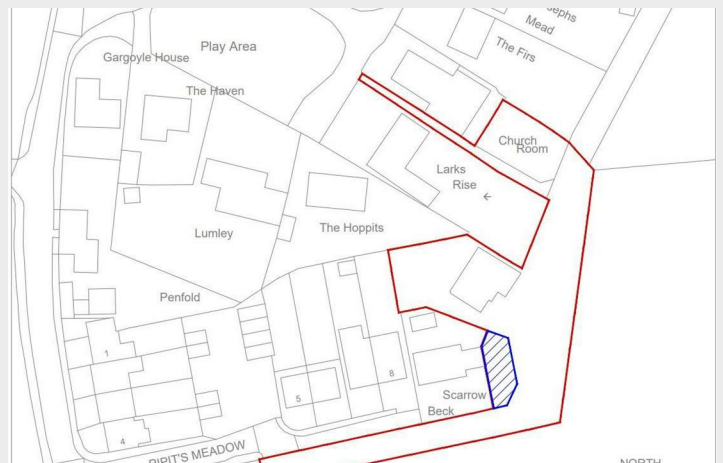 Josephs
Mead
The Firs
Play Area
Gargoyle House
The Haven
Church
Room
Larks
Rise
The Hoppits
Lumley
Penfold
1
8
5
Scarrow
Beck
4
PIPIT'S MEADOW
NORTH